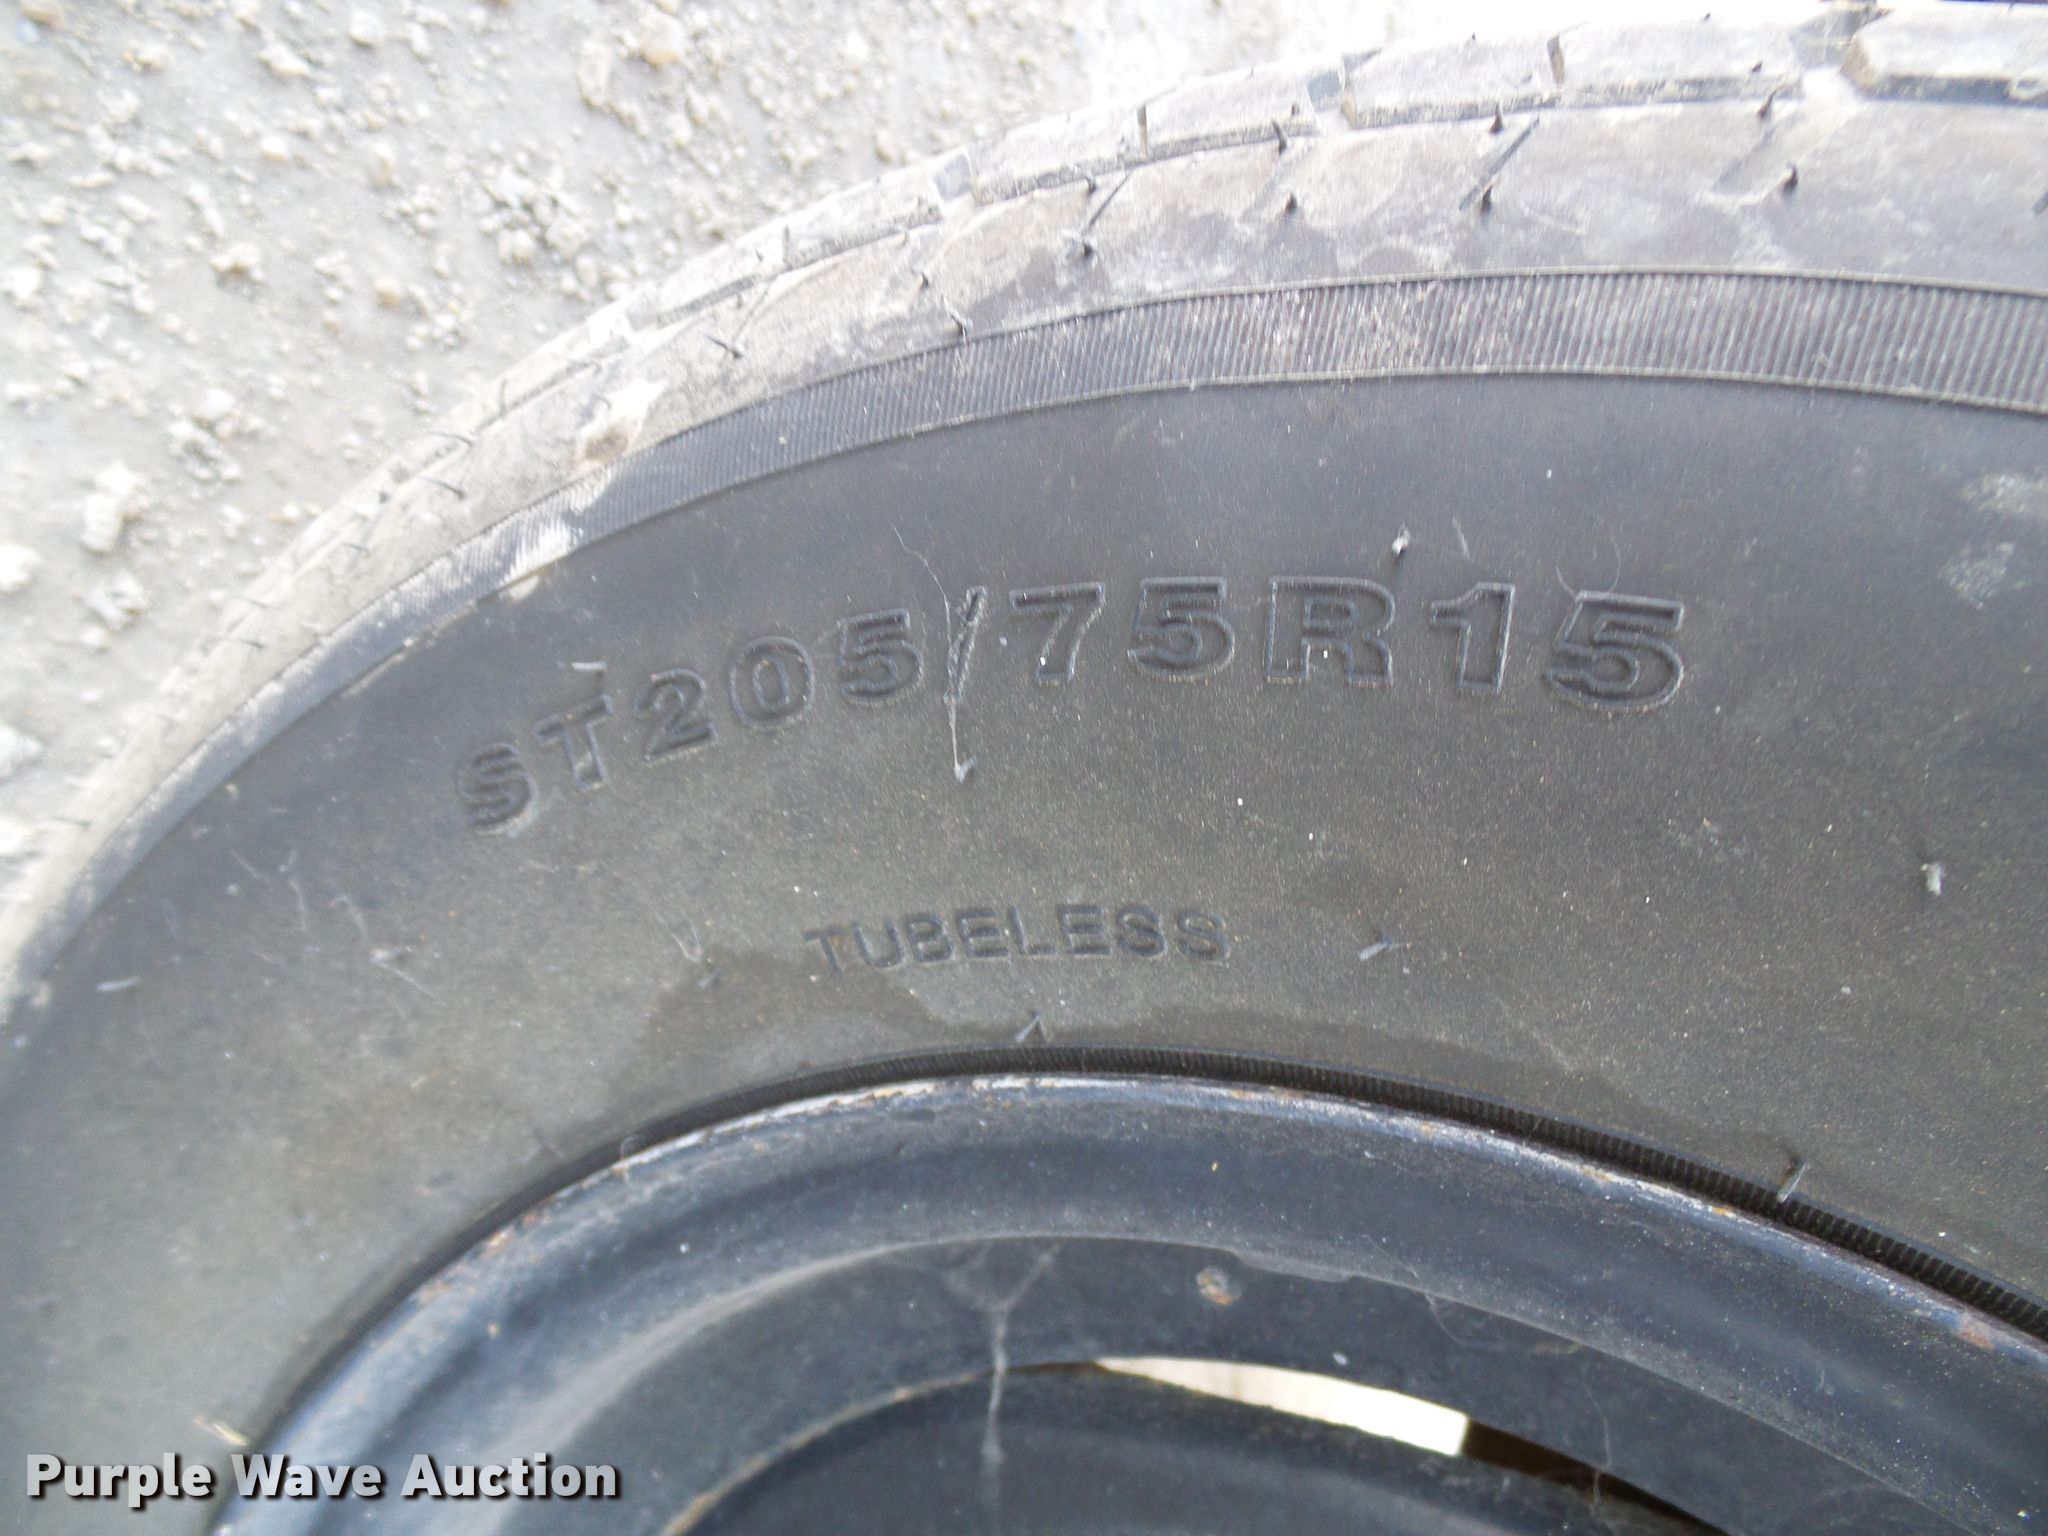 ST205/75R15
TUBELESS
Purple Wave Auction